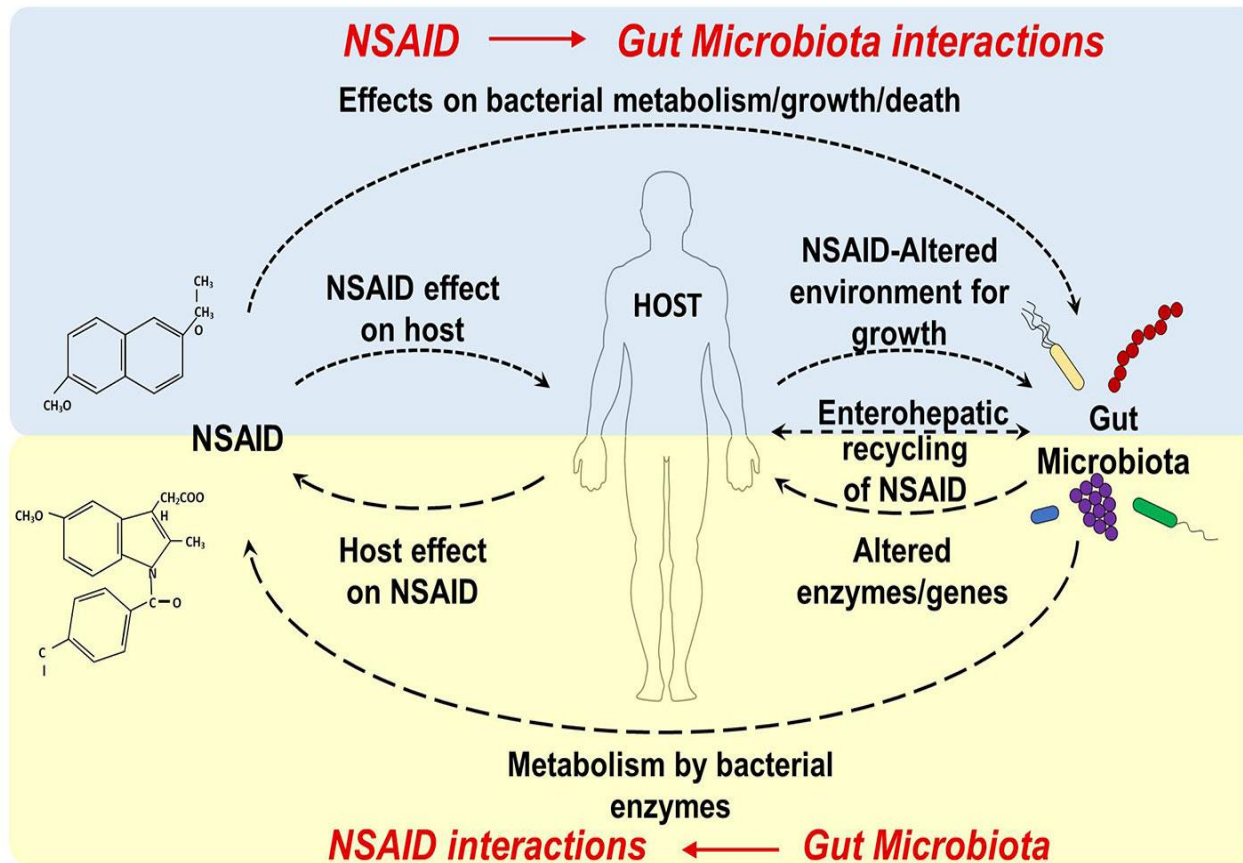 NSAID → Gut Microbiota interactions
Effects on bacterial metabolism/growth/death
NSAID effect
on host
HOST
NSAID-Altered
environment for
growth
CH₃
CH₃
O
CH₃O
NSAID
Enterohepatic
recycling
of NSAID
Gut
Microbiota
CH₂COO
H
CH₃O
CH₃
N
C
O
C
I
Host effect
on NSAID
Altered
enzymes/genes
Metabolism by bacterial
enzymes
NSAID interactions ← Gut Microbiota